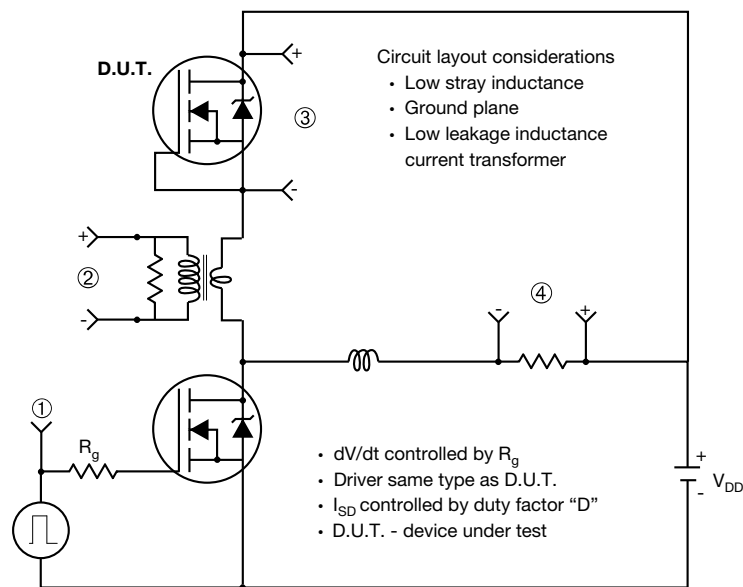 D.U.T.
+
③
-
Circuit layout considerations
• Low stray inductance
• Ground plane
• Low leakage inductance
current transformer
+
②
-
④
- +
①
Rg
• dV/dt controlled by Rg
• Driver same type as D.U.T.
• ISD controlled by duty factor “D”
• D.U.T. - device under test
+
-
VDD